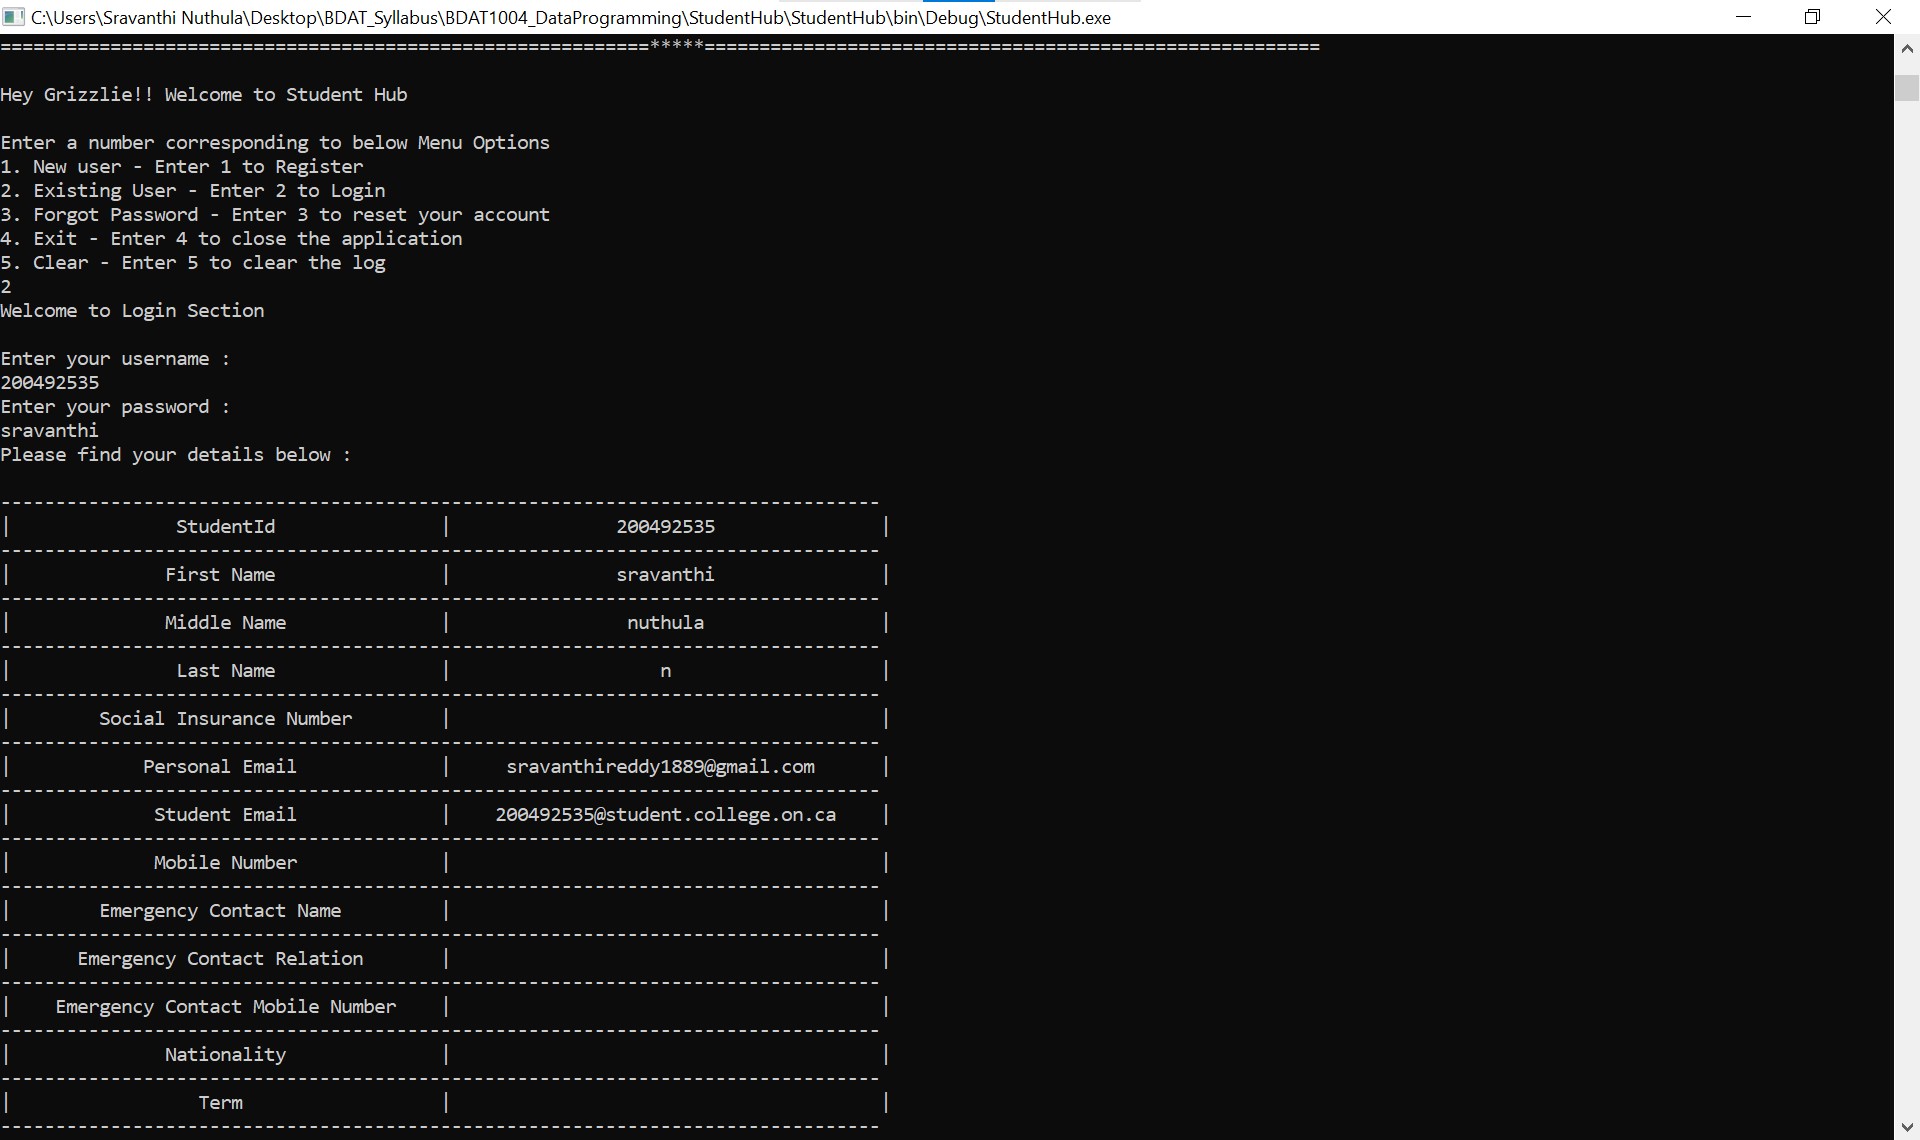 C:\Users\Sravanthi Nuthula\Desktop\BDAT_Syllabus\BDAT1004_DataProgramming\StudentHub\StudentHub\bin\Debug\StudentHub.exe
===========================================================*****========================================================
Hey Grizzlie!! Welcome to Student Hub
Enter a number corresponding to below Menu Options
1. New user - Enter 1 to Register
2. Existing User - Enter 2 to Login
3. Forgot Password - Enter 3 to reset your account
4. Exit - Enter 4 to close the application
5. Clear - Enter 5 to clear the log
2
Welcome to Login Section
Enter your username :
200492535
Enter your password :
sravanthi
Please find your details below :
--------------------------------------------------------------------------------
| StudentId | 200492535 |
--------------------------------------------------------------------------------
| First Name | sravanthi |
--------------------------------------------------------------------------------
| Middle Name | nuthula |
--------------------------------------------------------------------------------
| Last Name | n |
--------------------------------------------------------------------------------
| Social Insurance Number | |
--------------------------------------------------------------------------------
| Personal Email | sravanthireddy1889@gmail.com |
--------------------------------------------------------------------------------
| Student Email | 200492535@student.college.on.ca |
--------------------------------------------------------------------------------
| Mobile Number | |
--------------------------------------------------------------------------------
| Emergency Contact Name | |
--------------------------------------------------------------------------------
| Emergency Contact Relation | |
--------------------------------------------------------------------------------
| Emergency Contact Mobile Number | |
--------------------------------------------------------------------------------
| Nationality | |
--------------------------------------------------------------------------------
| Term | |
--------------------------------------------------------------------------------